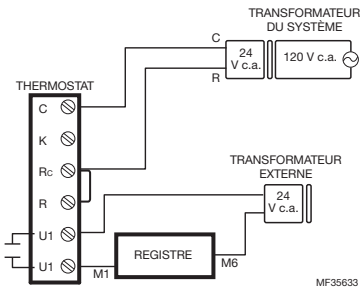 TRANSFORMATEUR
DU SYSTÈME
C
24
V c.a.
120 V c.a.
R
THERMOSTAT
C
K
Rc
R
U1
U1
TRANSFORMATEUR
EXTERNE
24
V c.a.
REGISTRE
M1
M6
MF35633